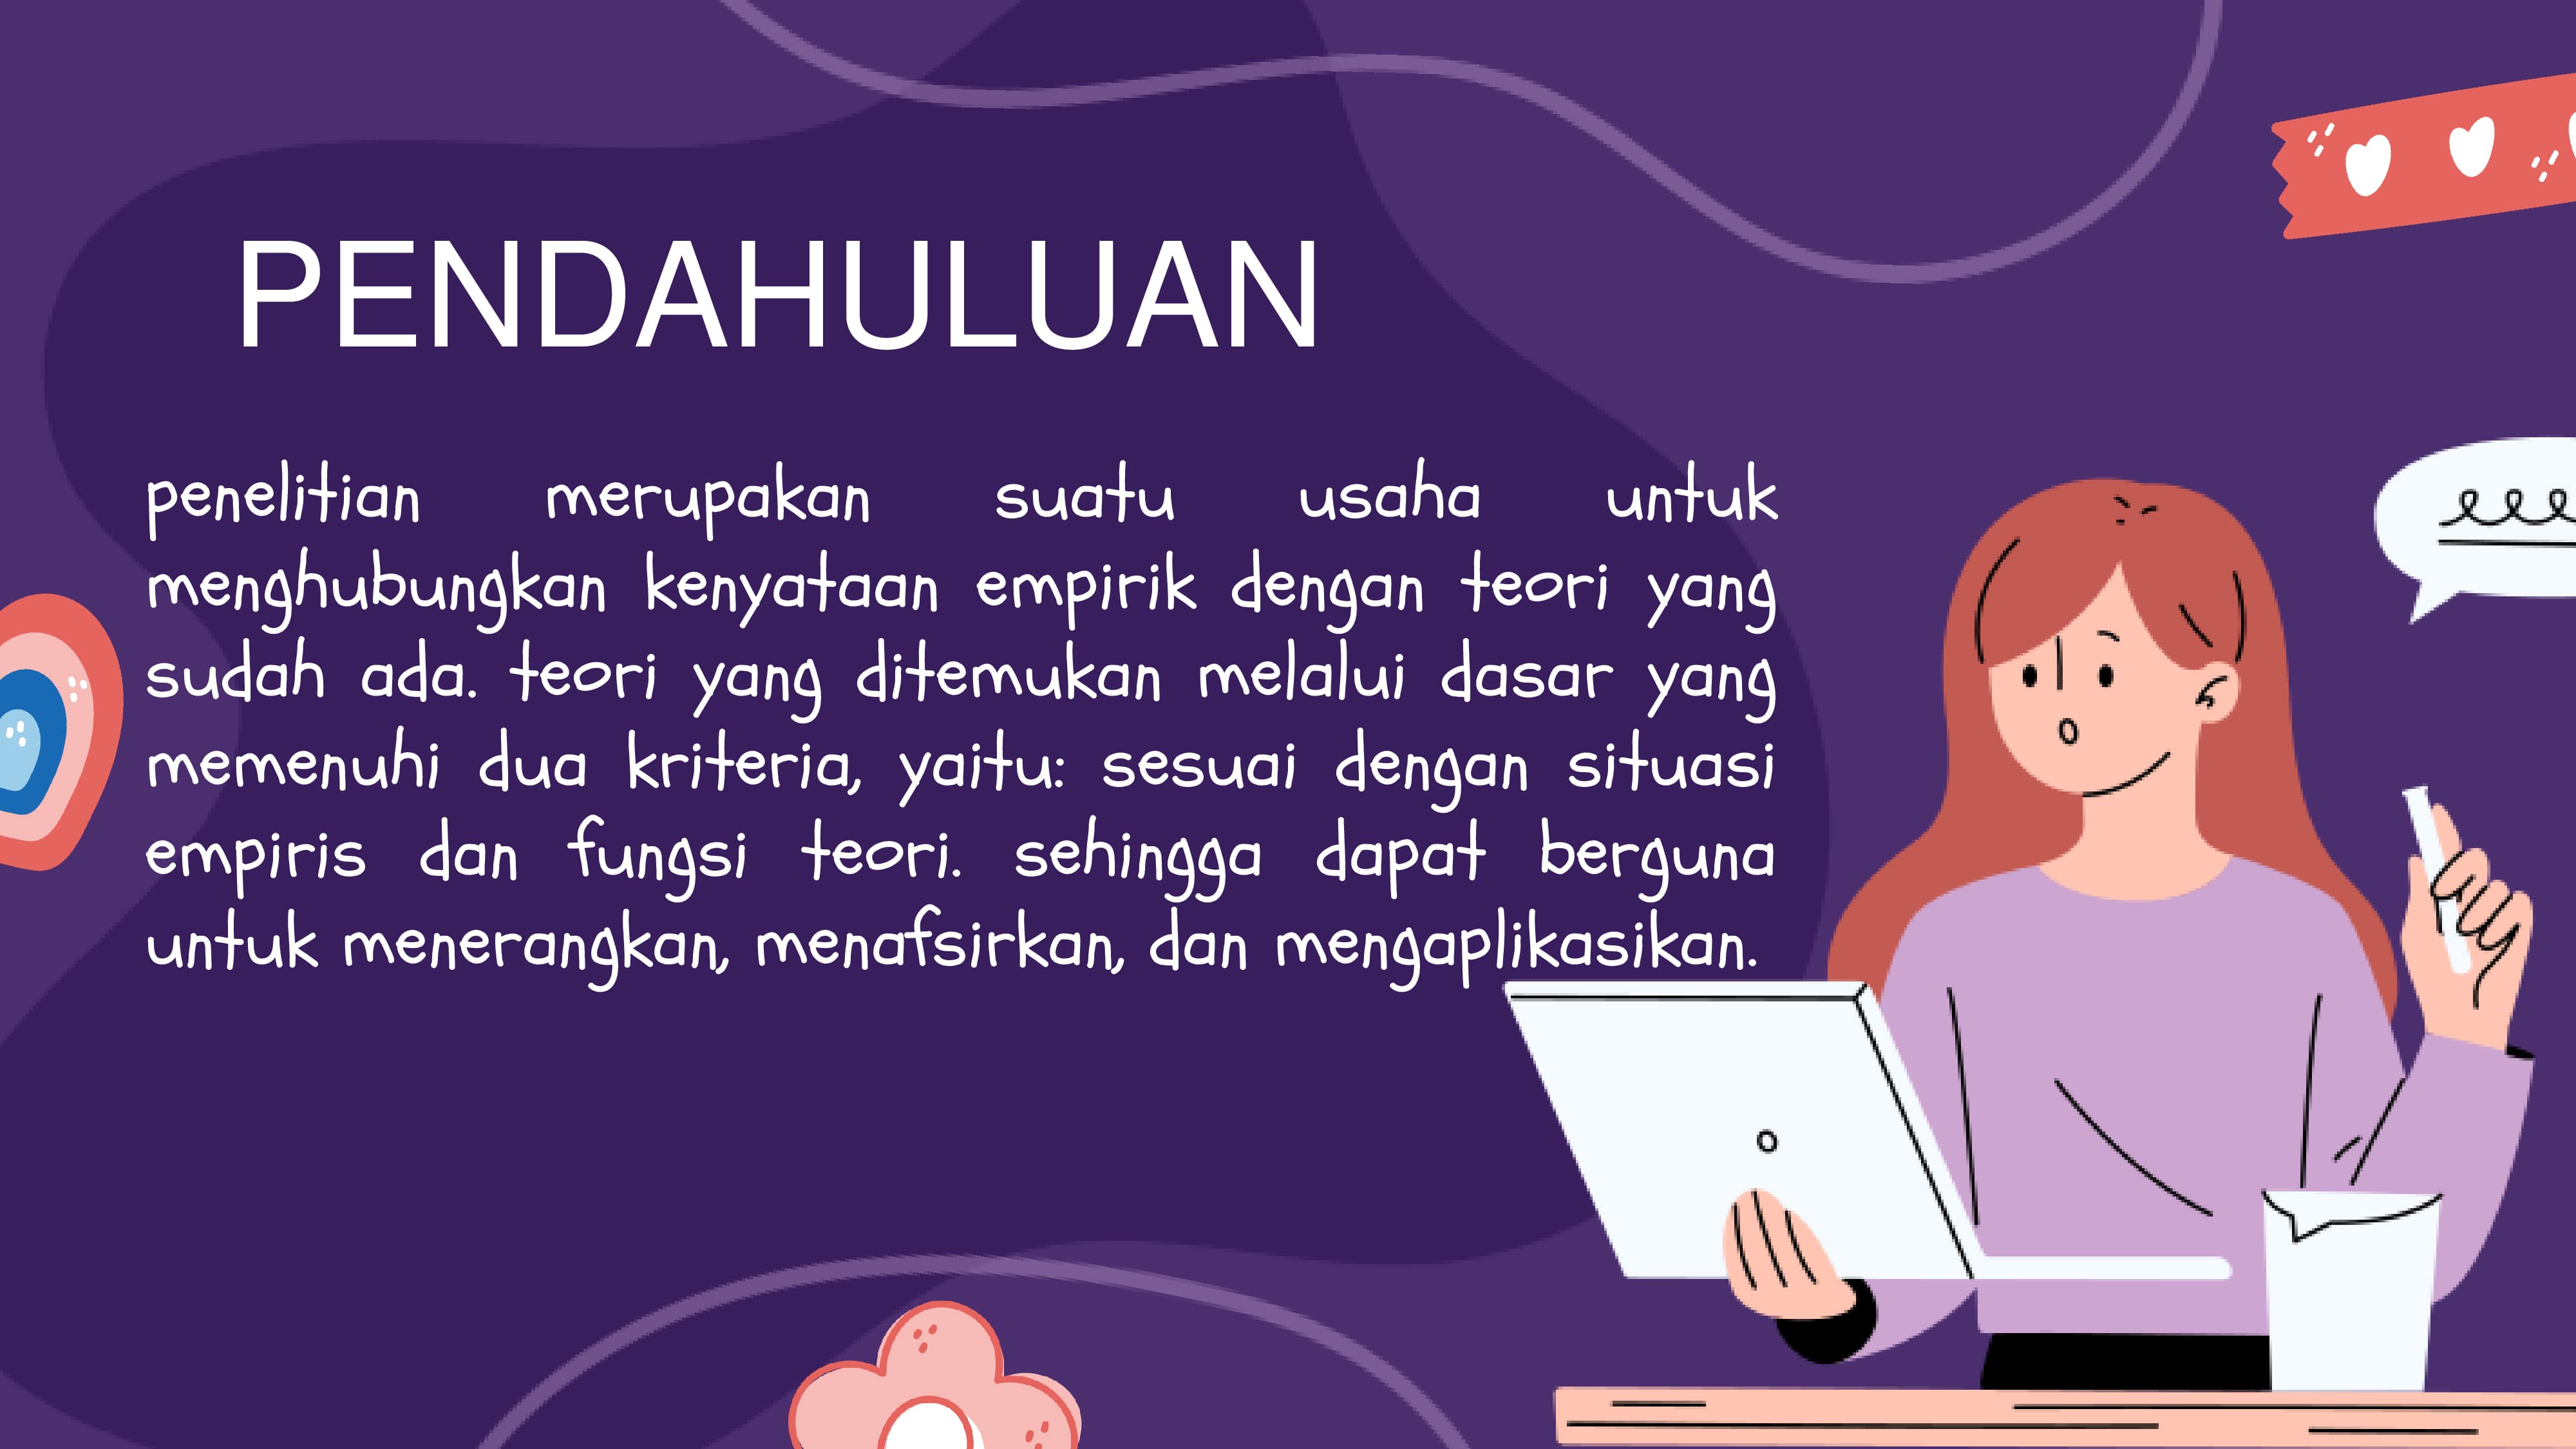 PENDAHULUAN
penelitian merupakan suatu usaha untuk
menghubungkan kenyataan empirik dengan teori yang
sudah ada. teori yang ditemukan melalui dasar yang
memenuhi dua kriteria, yaitu: sesuai dengan situasi
empiris dan fungsi teori. sehingga dapat berguna
untuk menerangkan, menafsirkan, dan mengaplikasikan.